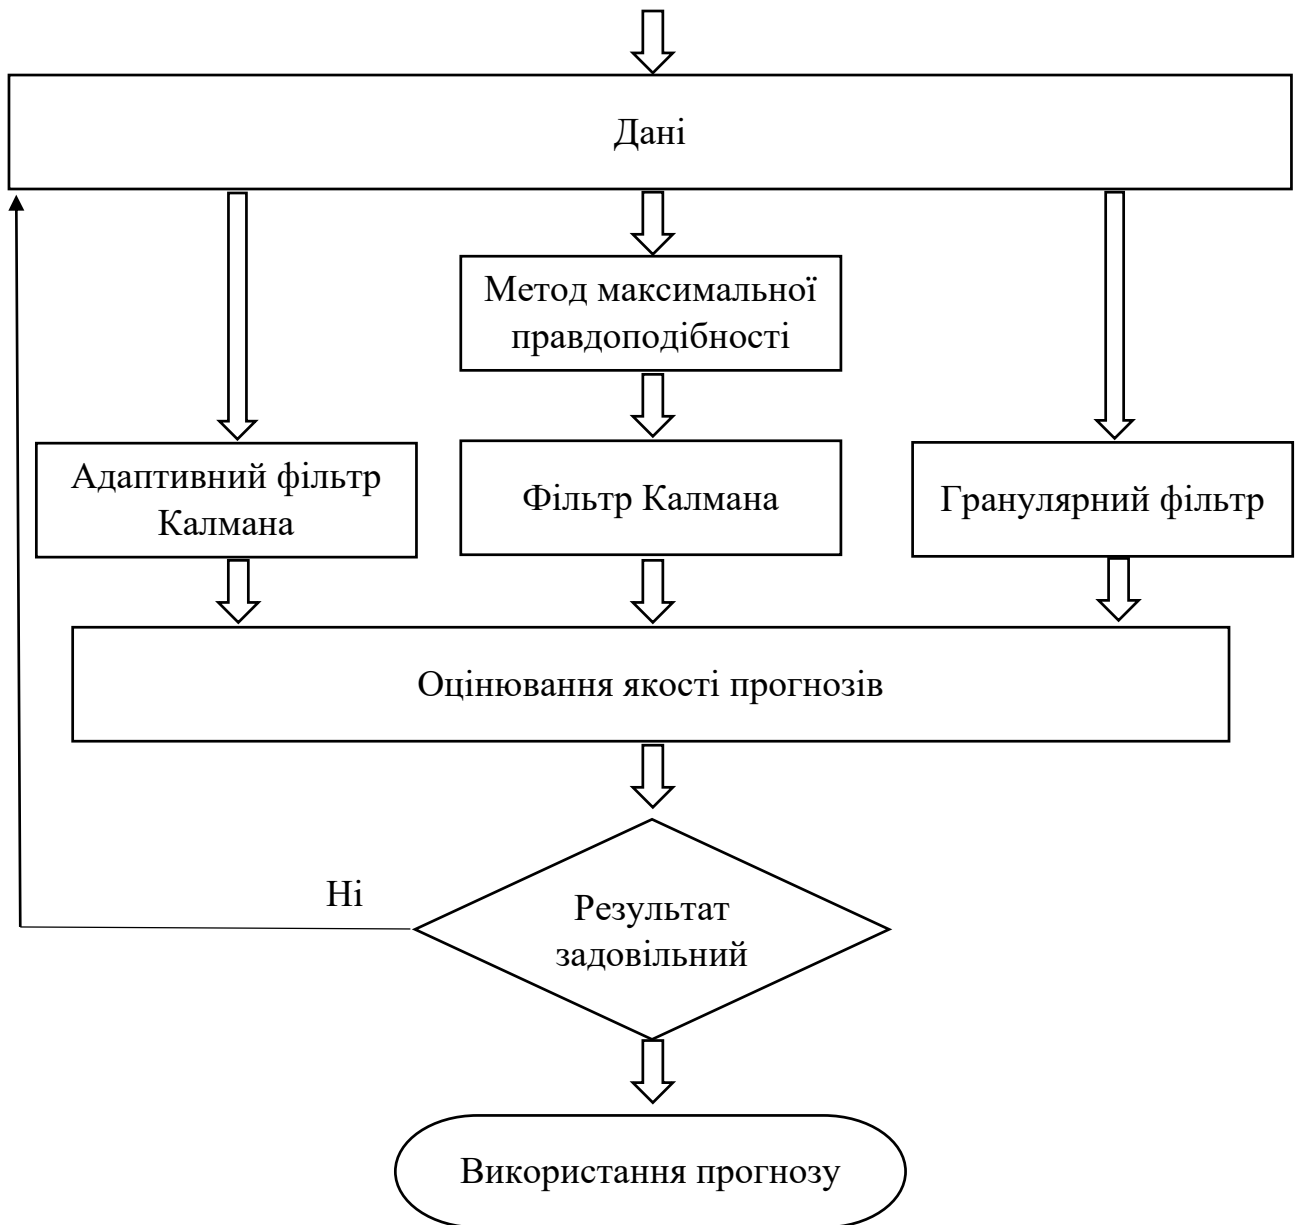 Дані
Метод максимальної
правдоподібності
Адаптивний фільтр
Калмана
Фільтр Калмана
Гранулярний фільтр
Оцінювання якості прогнозів
Ні
Результат
задовільний
Використання прогнозу